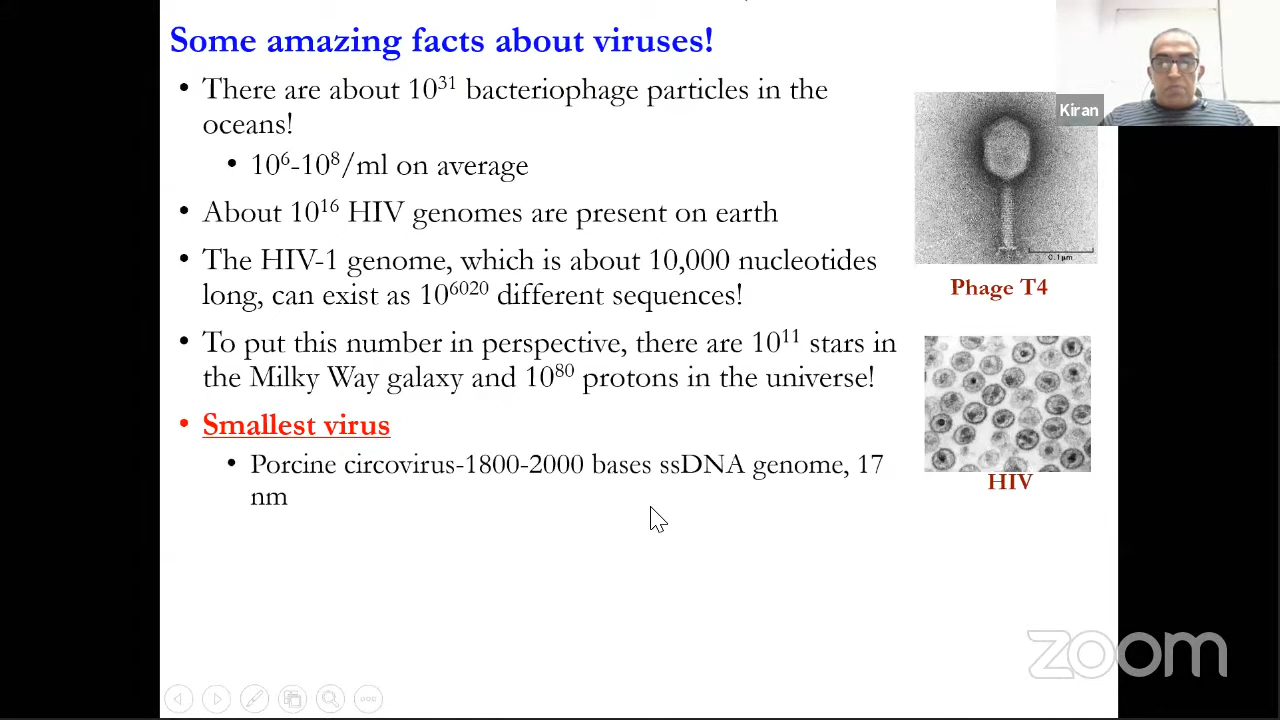 Some amazing facts about viruses!
• There are about 10³¹ bacteriophage particles in the
oceans!
• 10⁶-10⁸/ml on average
• About 10¹⁶ HIV genomes are present on earth
• The HIV-1 genome, which is about 10,000 nucleotides
long, can exist as 10⁶⁰²⁰ different sequences!
• To put this number in perspective, there are 10¹¹ stars in
the Milky Way galaxy and 10⁸⁰ protons in the universe!
• Smallest virus
• Porcine circovirus-1800-2000 bases ssDNA genome, 17
nm
Kiran
0.1µm
Phage T4
HIV
zoom